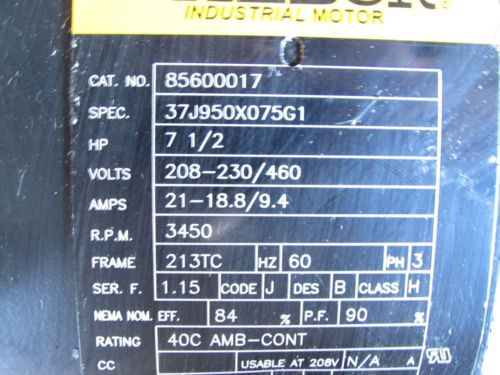 INDUSTRIAL MOTOR
CAT. NO. 85600017
SPEC. 37J950X075G1
HP 7 1/2
VOLTS 208-230/460
AMPS 21-18.8/9.4
R.P.M. 3450
FRAME 213TC HZ 60 PH 3
SER. F. 1.15 CODE J DES B CLASS H
NEMA NOM. EFF. 84 % P.F. 90 %
RATING 40C AMB-CONT
CC USABLE AT 208V N/A A